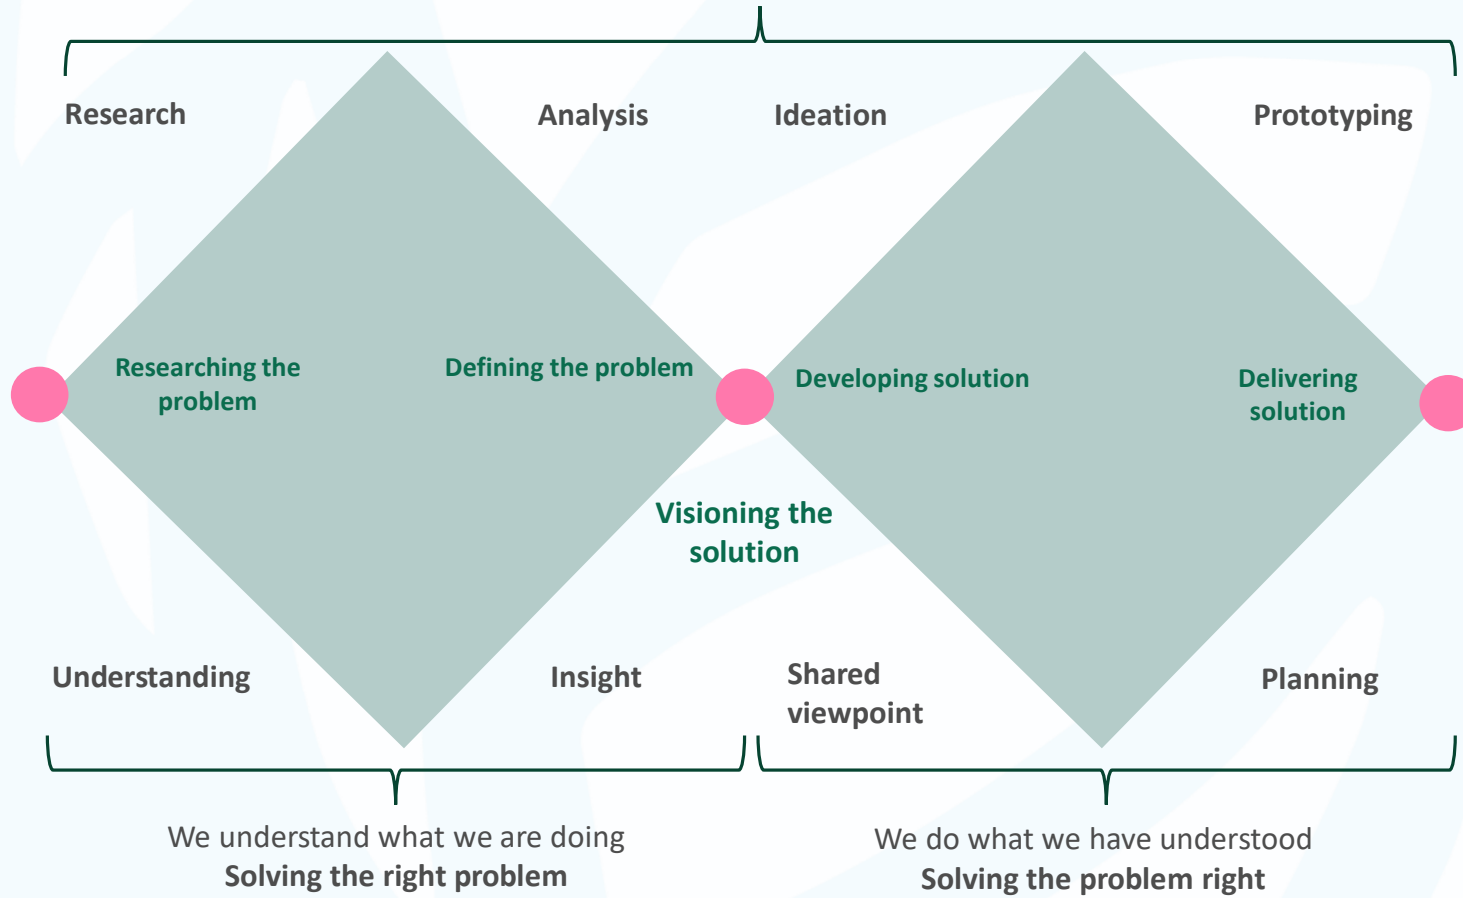 Research
Analysis
Ideation
Prototyping
Researching the
problem
Defining the problem
Developing solution
Delivering
solution
Visioning the
solution
Understanding
Insight
Shared
viewpoint
Planning
We understand what we are doing
Solving the right problem
We do what we have understood
Solving the problem right